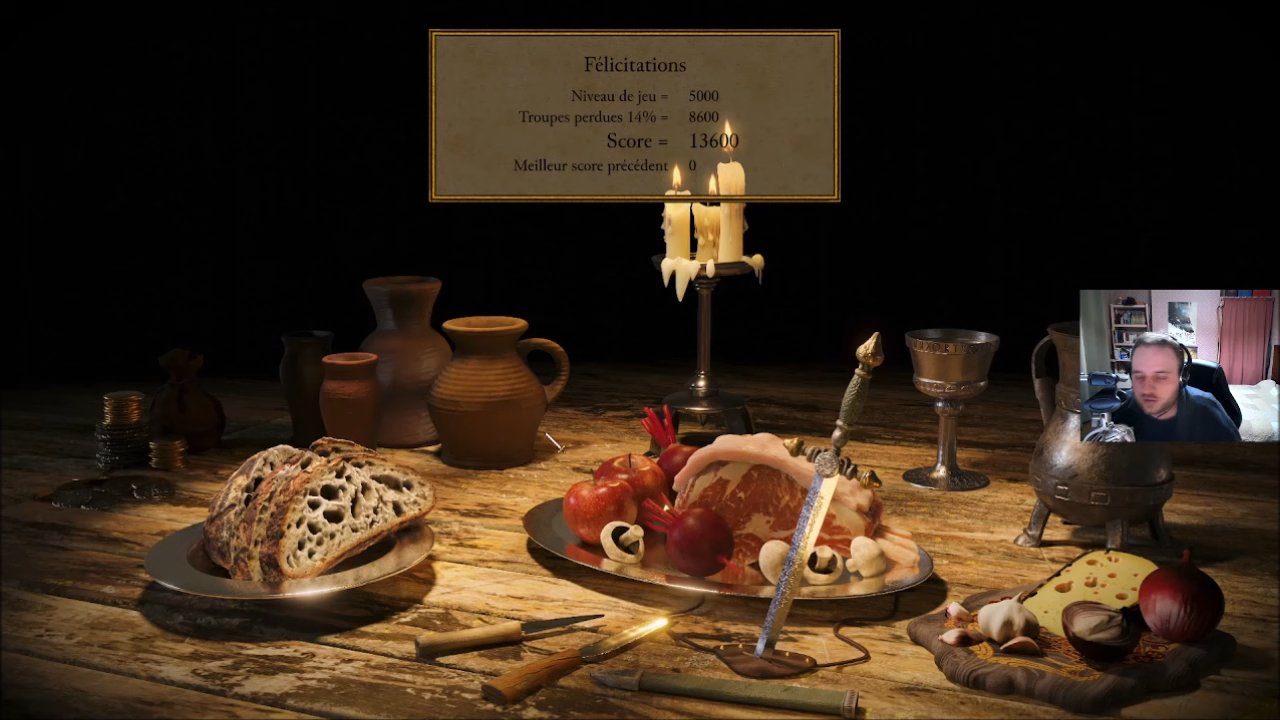 Félicitations
Niveau de jeu = 5000
Troupes perdues 14% = 8600
Score = 13600
Meilleur score précédent 0